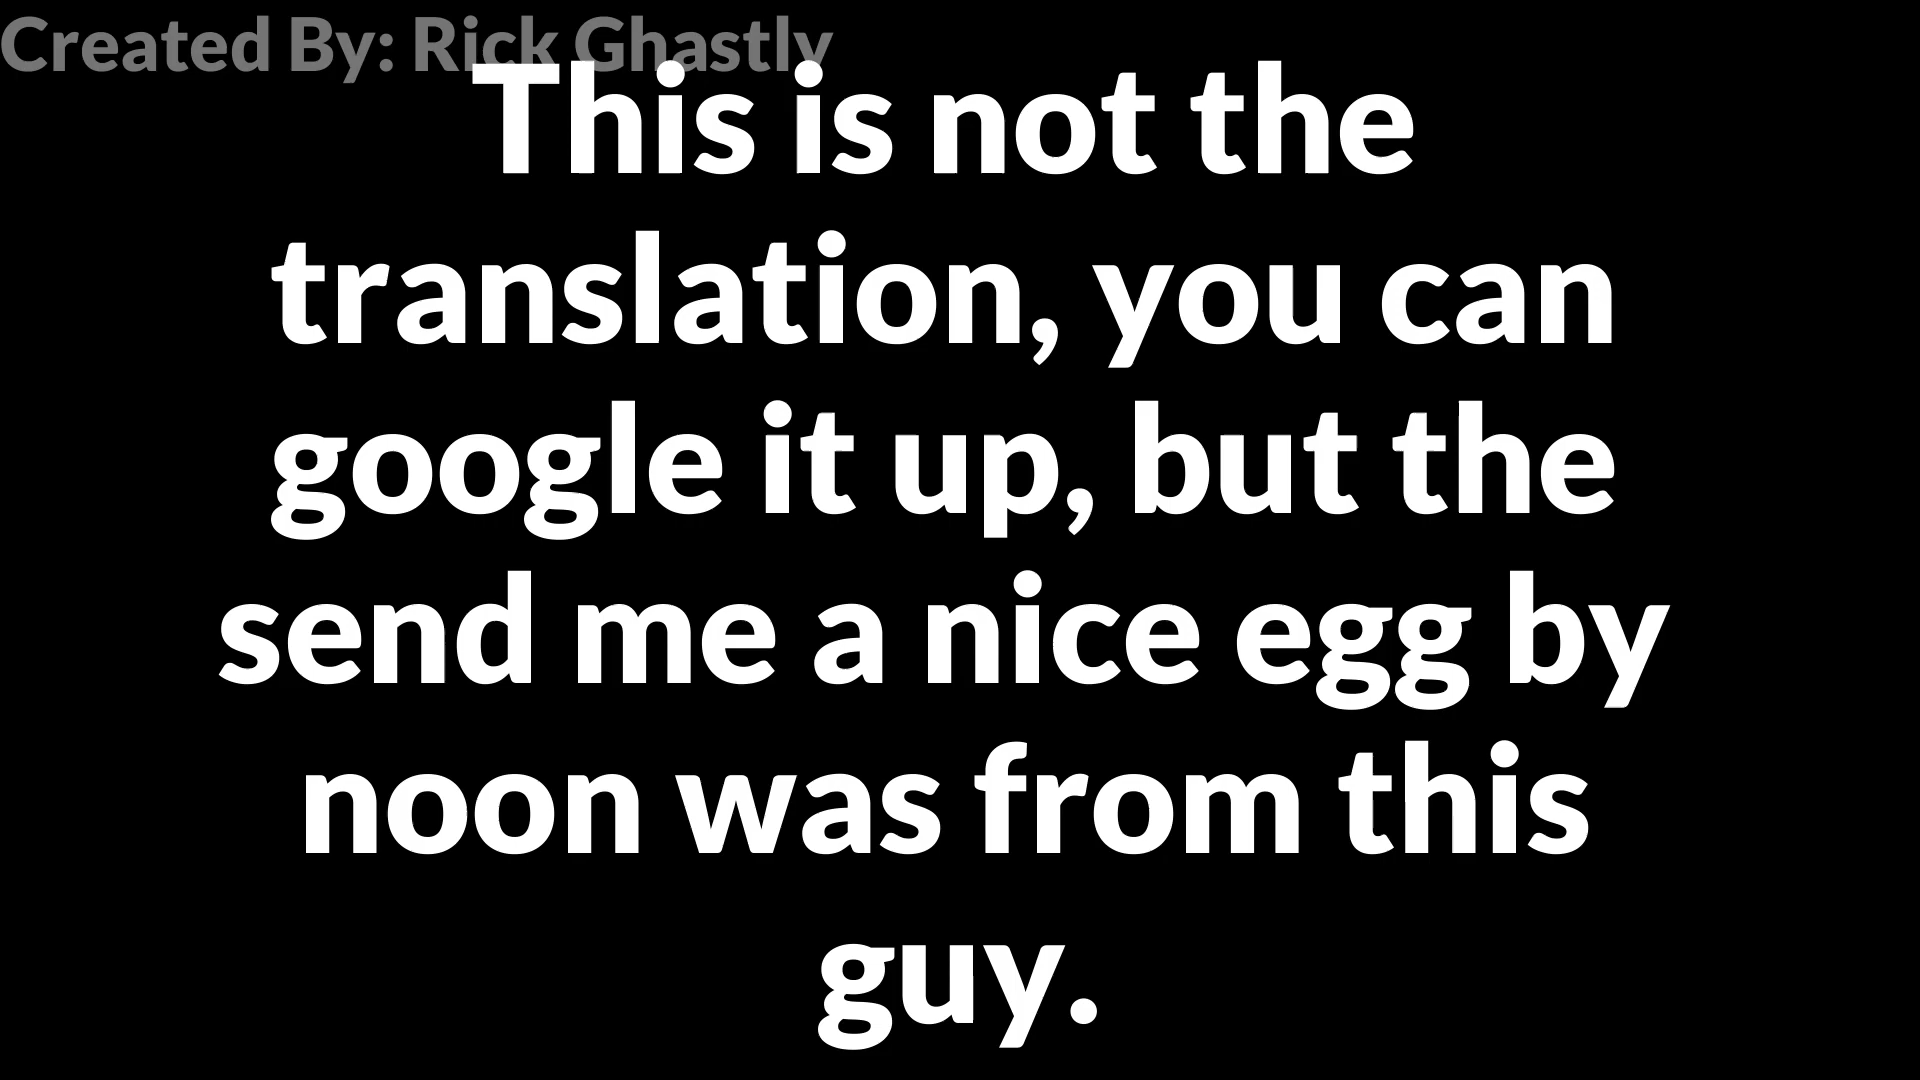 Created By: Rick Ghastly
This is not the
translation, you can
google it up, but the
send me a nice egg by
noon was from this
guy.